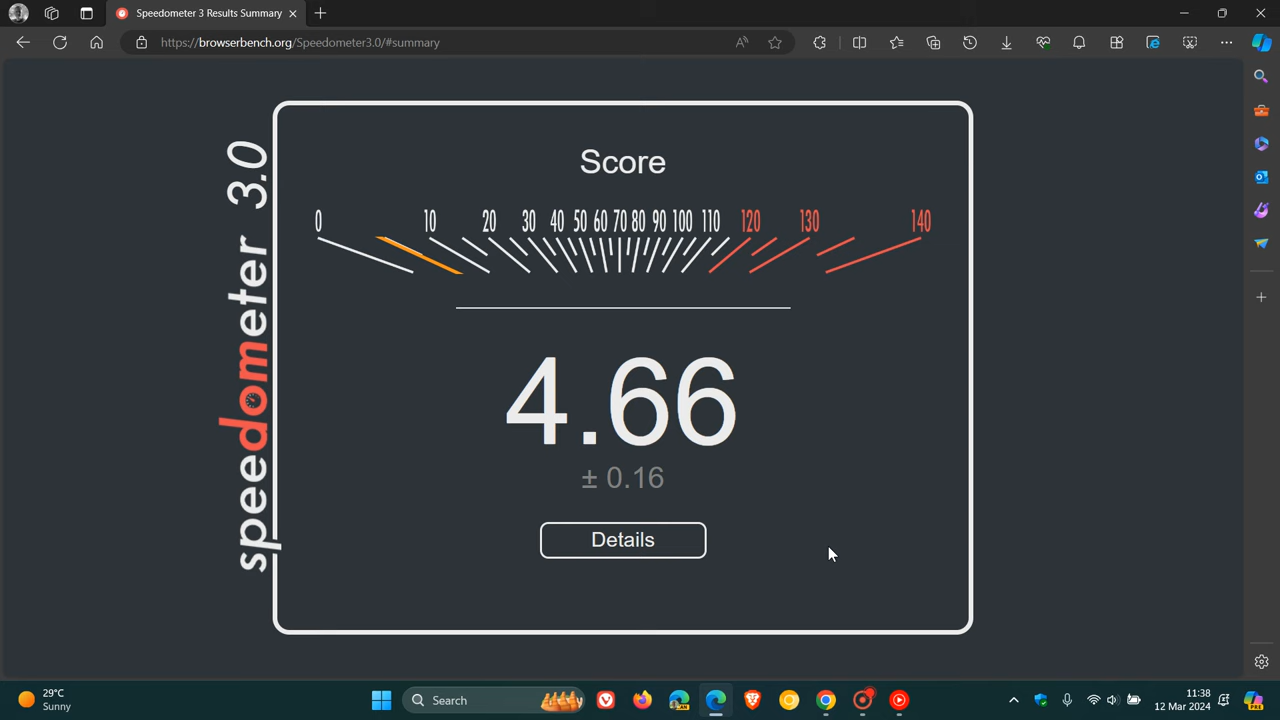 Speedometer 3 Results Summary
https://browserbench.org/Speedometer3.0/#summary
speedometer 3.0
Score
0 10 20 30 40 50 60 70 80 90 100 110 120 130 140
4.66
± 0.16
Details
29°C
Sunny
Search
11:38
12 Mar 2024